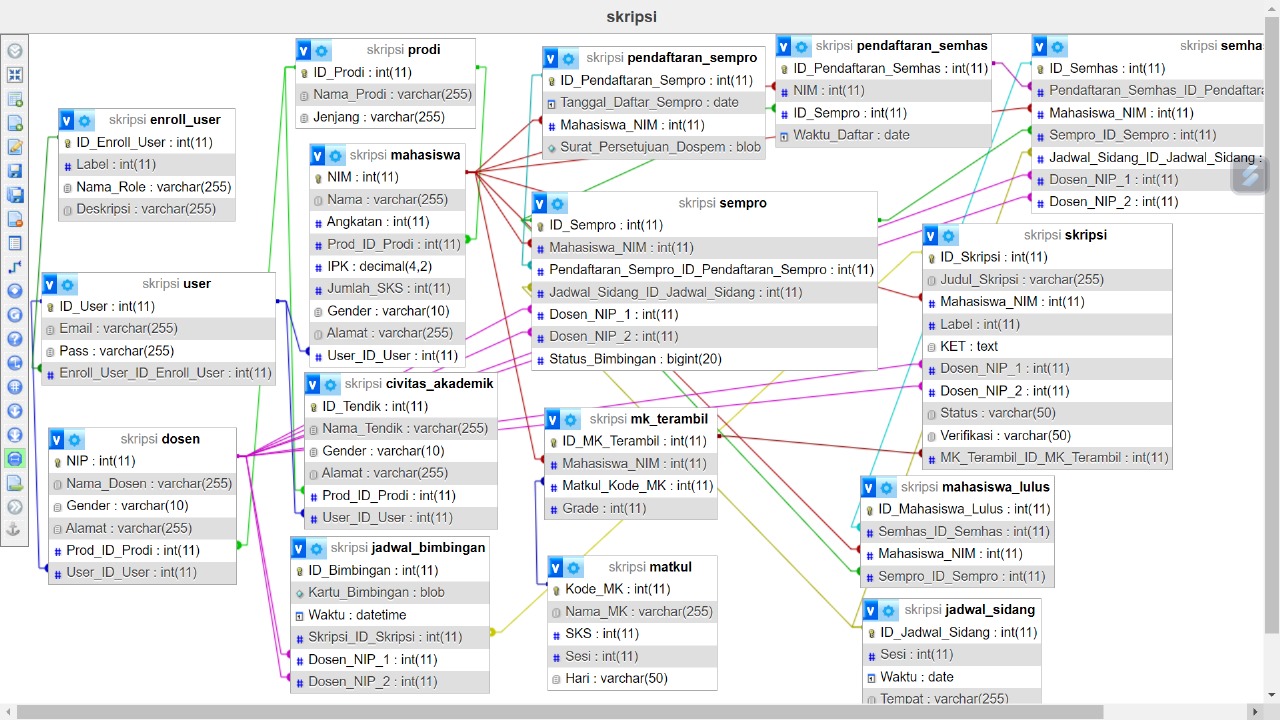 skripsi
skripsi enroll_user
ID_Enroll_User : int(11)
Label : int(11)
Nama_Role : varchar(255)
Deskripsi : varchar(255)
skripsi user
ID_User : int(11)
Email : varchar(255)
Pass : varchar(255)
Enroll_User_ID_Enroll_User : int(11)
skripsi dosen
NIP : int(11)
Nama_Dosen : varchar(255)
Gender : varchar(10)
Alamat : varchar(255)
Prod_ID_Prodi : int(11)
User_ID_User : int(11)
skripsi prodi
ID_Prodi : int(11)
Nama_Prodi : varchar(255)
Jenjang : varchar(255)
skripsi mahasiswa
NIM : int(11)
Nama : varchar(255)
Angkatan : int(11)
Prod_ID_Prodi : int(11)
IPK : decimal(4,2)
Jumlah_SKS : int(11)
Gender : varchar(10)
Alamat : varchar(255)
User_ID_User : int(11)
skripsi civitas_akademik
ID_Tendik : int(11)
Nama_Tendik : varchar(255)
Gender : varchar(10)
Alamat : varchar(255)
Prod_ID_Prodi : int(11)
User_ID_User : int(11)
skripsi jadwal_bimbingan
ID_Bimbingan : int(11)
Kartu_Bimbingan : blob
Waktu : datetime
Skripsi_ID_Skripsi : int(11)
Dosen_NIP_1 : int(11)
Dosen_NIP_2 : int(11)
skripsi pendaftaran_sempro
ID_Pendaftaran_Sempro : int(11)
Tanggal_Daftar_Sempro : date
Mahasiswa_NIM : int(11)
Surat_Persetujuan_Dospem : blob
skripsi sempro
ID_Sempro : int(11)
Mahasiswa_NIM : int(11)
Pendaftaran_Sempro_ID_Pendaftaran_Sempro : int(11)
Jadwal_Sidang_ID_Jadwal_Sidang : int(11)
Dosen_NIP_1 : int(11)
Dosen_NIP_2 : int(11)
Status_Bimbingan : bigint(20)
skripsi mk_terambil
ID_MK_Terambil : int(11)
Mahasiswa_NIM : int(11)
Matkul_Kode_MK : int(11)
Grade : int(11)
skripsi matkul
Kode_MK : int(11)
Nama_MK : varchar(255)
SKS : int(11)
Sesi : int(11)
Hari : varchar(50)
skripsi pendaftaran_semhas
ID_Pendaftaran_Semhas : int(11)
NIM : int(11)
ID_Sempro : int(11)
Waktu_Daftar : date
skripsi semha
ID_Semhas : int(11)
Pendaftaran_Semhas_ID_Pendaftara
Mahasiswa_NIM : int(11)
Sempro_ID_Sempro : int(11)
Jadwal_Sidang_ID_Jadwal_Sidang :
Dosen_NIP_1 : int(11)
Dosen_NIP_2 : int(11)
skripsi skripsi
ID_Skripsi : int(11)
Judul_Skripsi : varchar(255)
Mahasiswa_NIM : int(11)
Label : int(11)
KET : text
Dosen_NIP_1 : int(11)
Dosen_NIP_2 : int(11)
Status : varchar(50)
Verifikasi : varchar(50)
MK_Terambil_ID_MK_Terambil : int(11)
skripsi mahasiswa_lulus
ID_Mahasiswa_Lulus : int(11)
Semhas_ID_Semhas : int(11)
Mahasiswa_NIM : int(11)
Sempro_ID_Sempro : int(11)
skripsi jadwal_sidang
ID_Jadwal_Sidang : int(11)
Sesi : int(11)
Waktu : date
Tempat : varchar(255)